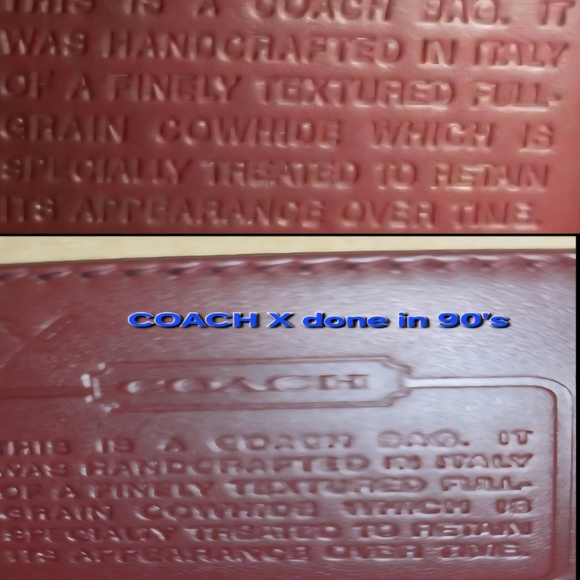 THIS IS A COACH BAG. IT
WAS HANDCRAFTED IN ITALY
OF A FINELY TEXTURED FULL-
GRAIN COWHIDE WHICH IS
SPECIALLY TREATED TO RETAIN
ITS APPEARANCE OVER TIME.
COACH X done in 90's
COACH
THIS IS A COACH BAG. IT
WAS HANDCRAFTED IN ITALY
OF A FINELY TEXTURED FULL-
GRAIN COWHIDE WHICH IS
SPECIALLY TREATED TO RETAIN
ITS APPEARANCE OVER TIME.